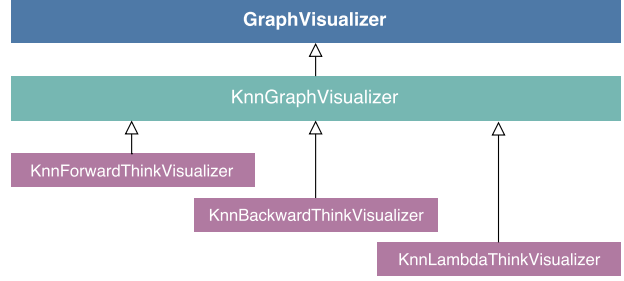 GraphVisualizer
KnnGraphVisualizer
KnnForwardThinkVisualizer
KnnBackwardThinkVisualizer
KnnLambdaThinkVisualizer